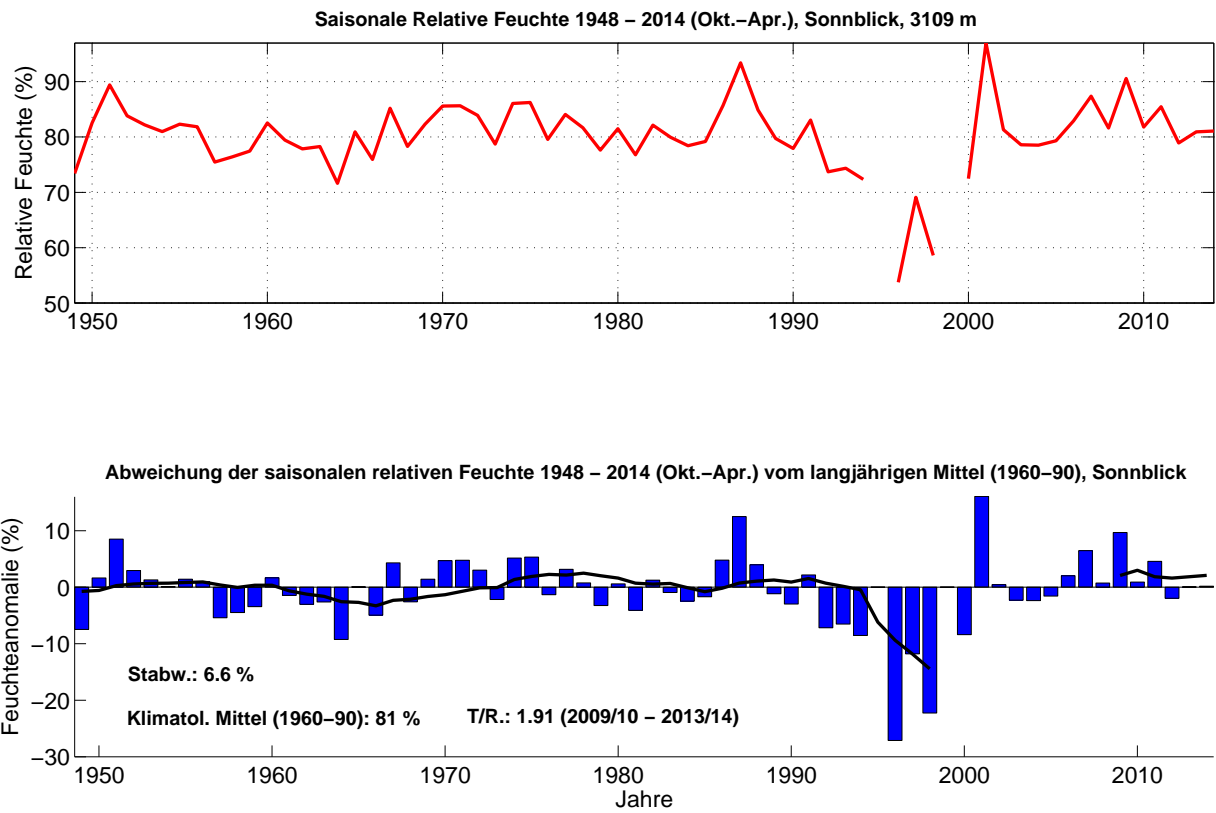 Saisonale Relative Feuchte 1948 − 2014 (Okt.−Apr.), Sonnblick, 3109 m
Relative Feuchte (%)
90
80
70
60
50
1950 1960 1970 1980 1990 2000 2010
Abweichung der saisonalen relativen Feuchte 1948 − 2014 (Okt.−Apr.) vom langjährigen Mittel (1960−90), Sonnblick
Feuchteanomalie (%)
10
0
−10
−20
−30
Stabw.: 6.6 %
Klimatol. Mittel (1960−90): 81 % T/R.: 1.91 (2009/10 − 2013/14)
1950 1960 1970 1980 1990 2000 2010
Jahre